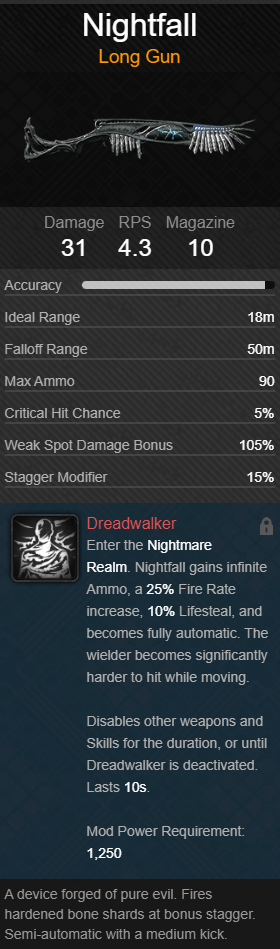 Nightfall
Long Gun
Damage RPS Magazine
31 4.3 10
Accuracy
Ideal Range 18m
Falloff Range 50m
Max Ammo 90
Critical Hit Chance 5%
Weak Spot Damage Bonus 105%
Stagger Modifier 15%
Dreadwalker
Enter the Nightmare
Realm. Nightfall gains infinite
Ammo, a 25% Fire Rate
increase, 10% Lifesteal, and
becomes fully automatic. The
wielder becomes significantly
harder to hit while moving.
Disables other weapons and
Skills for the duration, or until
Dreadwalker is deactivated.
Lasts 10s.
Mod Power Requirement:
1,250
A device forged of pure evil. Fires
hardened bone shards at bonus stagger.
Semi-automatic with a medium kick.